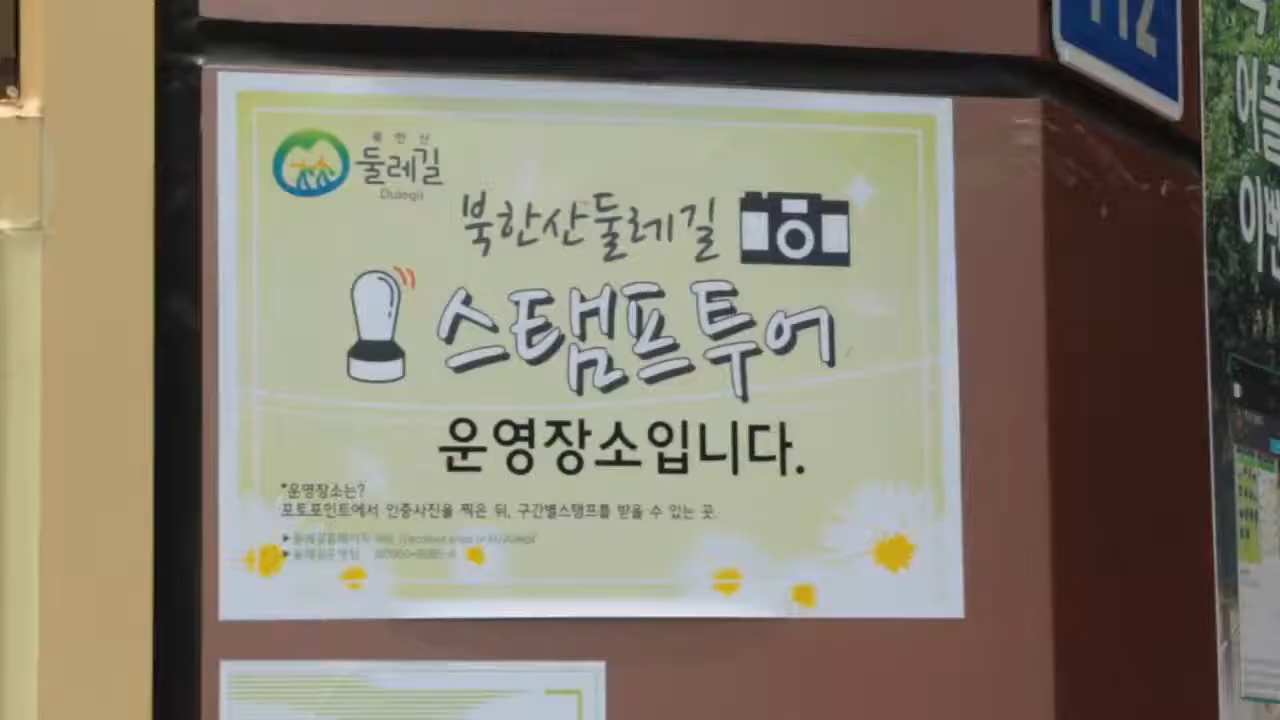 북한산
둘레길
Dulegil
북한산둘레길
스탬프투어
운영장소입니다.
*운영장소는?
포토포인트에서 인증사진을 찍은 뒤, 구간별스탬프를 받을 수 있는 곳.
112